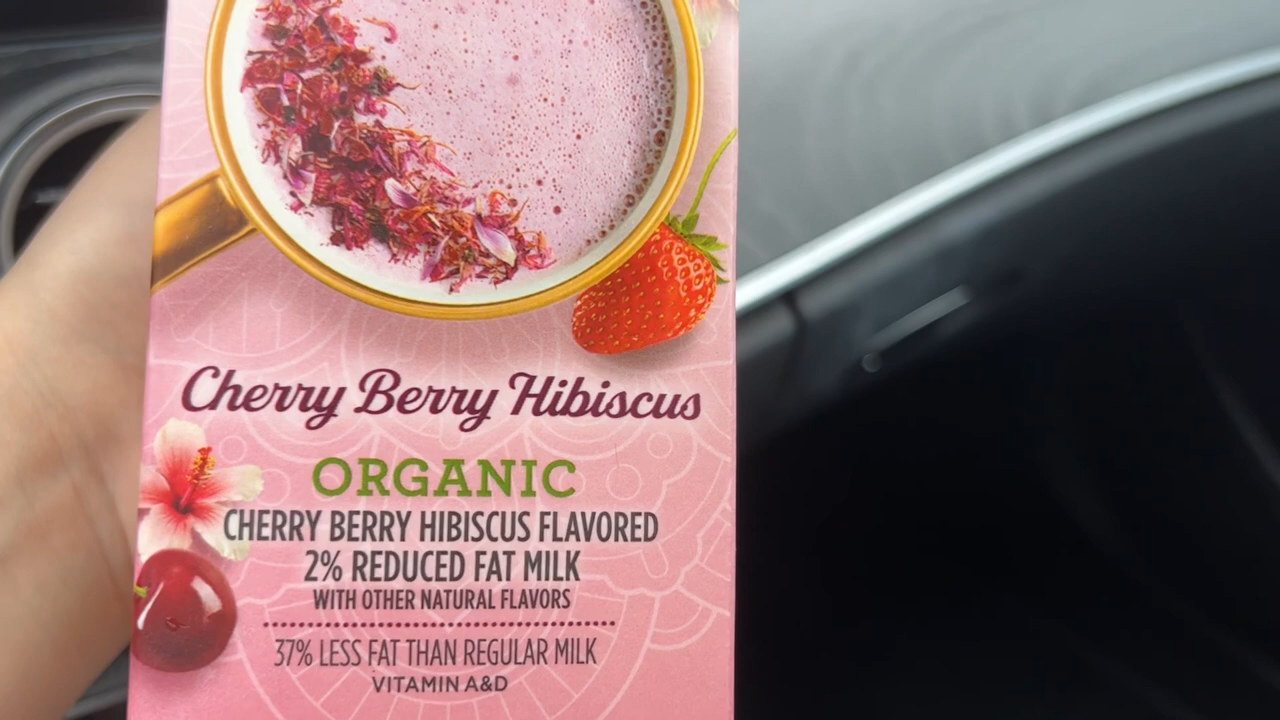 Cherry Berry Hibiscus
ORGANIC
CHERRY BERRY HIBISCUS FLAVORED
2% REDUCED FAT MILK
WITH OTHER NATURAL FLAVORS
37% LESS FAT THAN REGULAR MILK
VITAMIN A&D